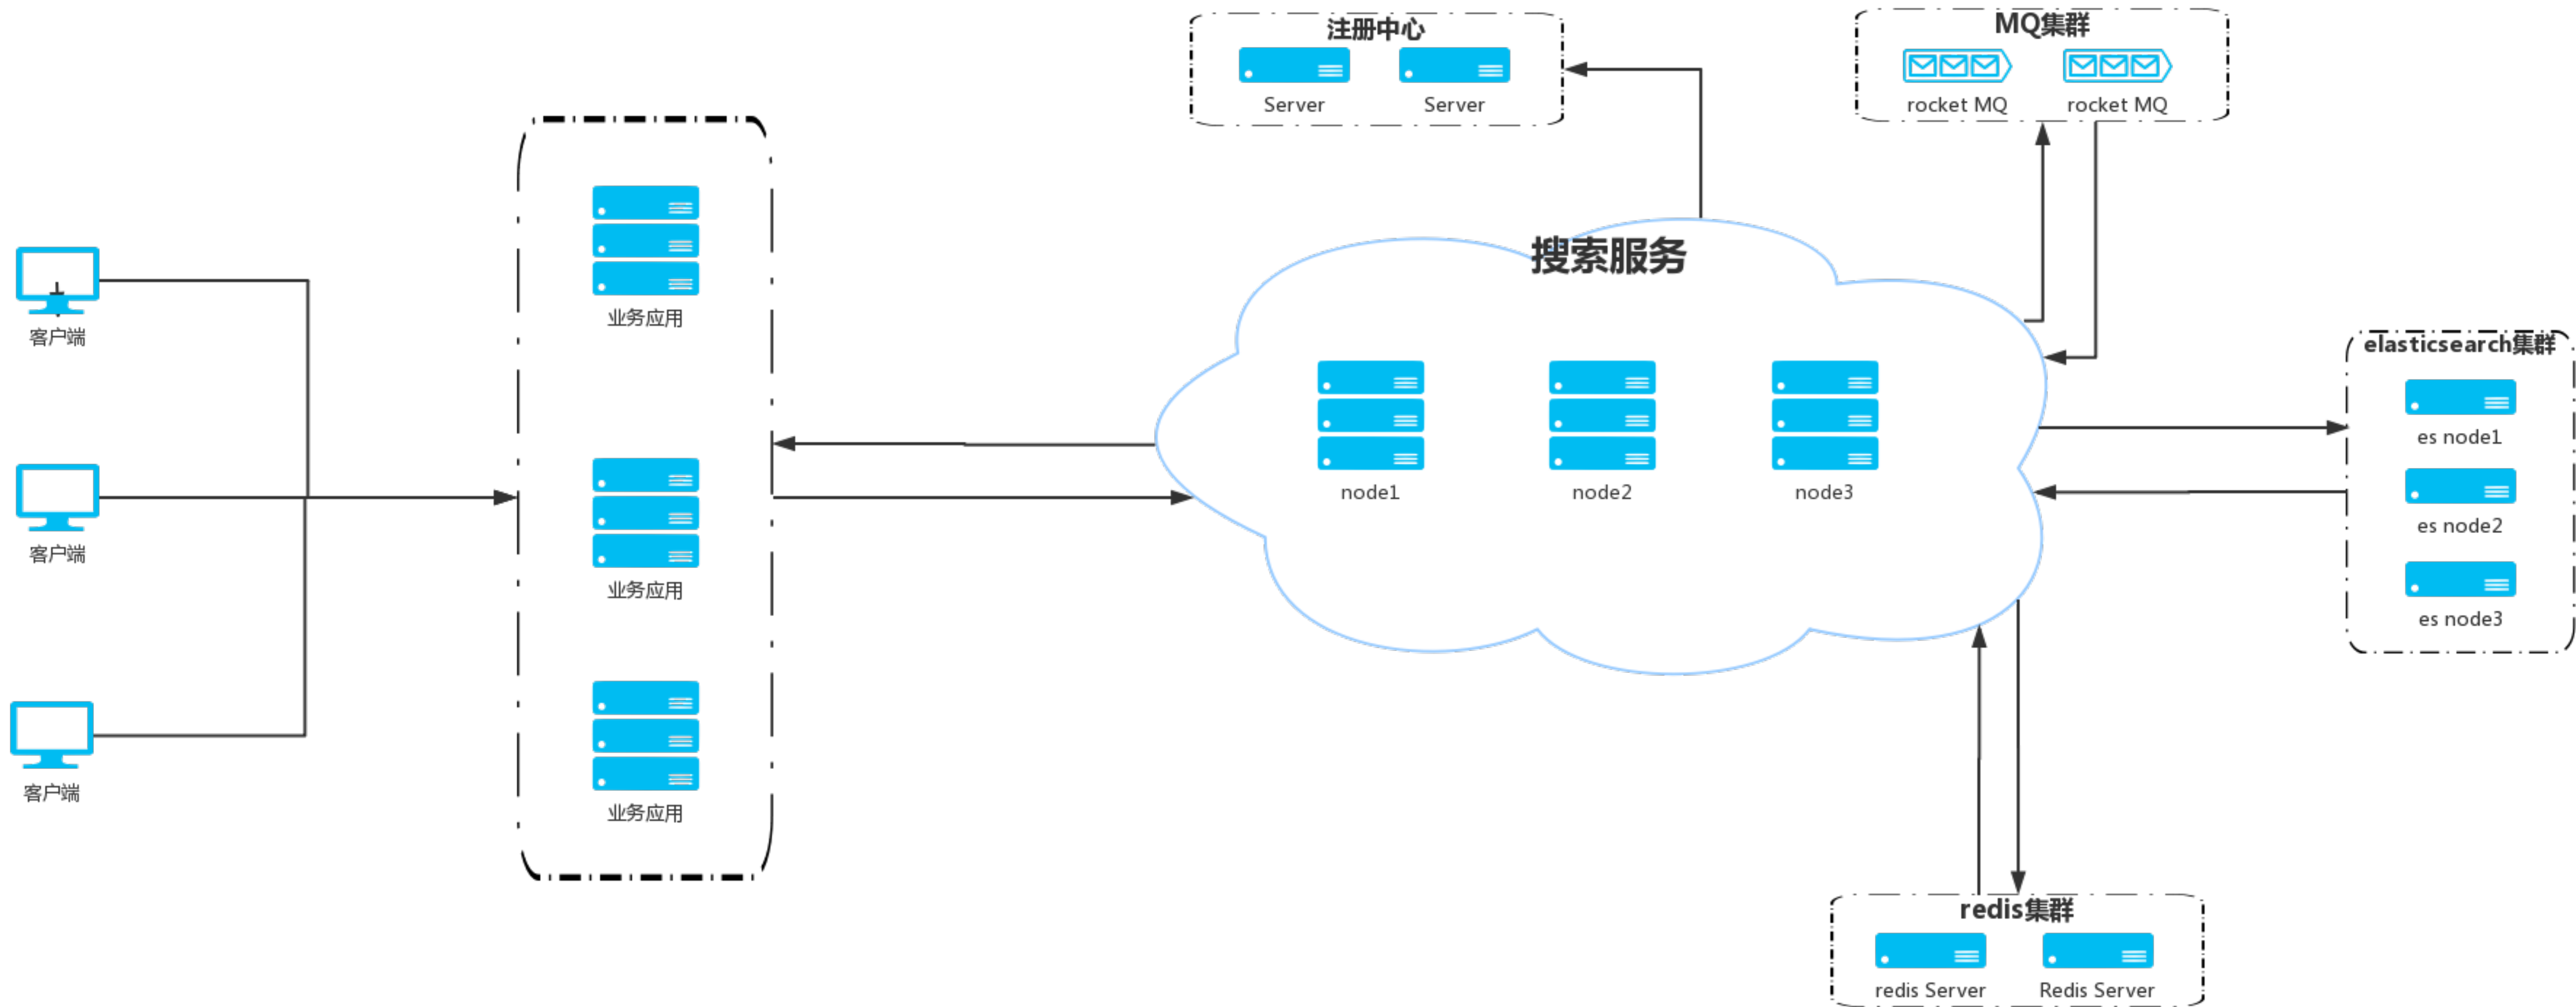 注册中心
Server
Server
MQ集群
rocket MQ
rocket MQ
客户端
客户端
客户端
业务应用
业务应用
业务应用
搜索服务
node1
node2
node3
elasticsearch集群
es node1
es node2
es node3
redis集群
redis Server
Redis Server